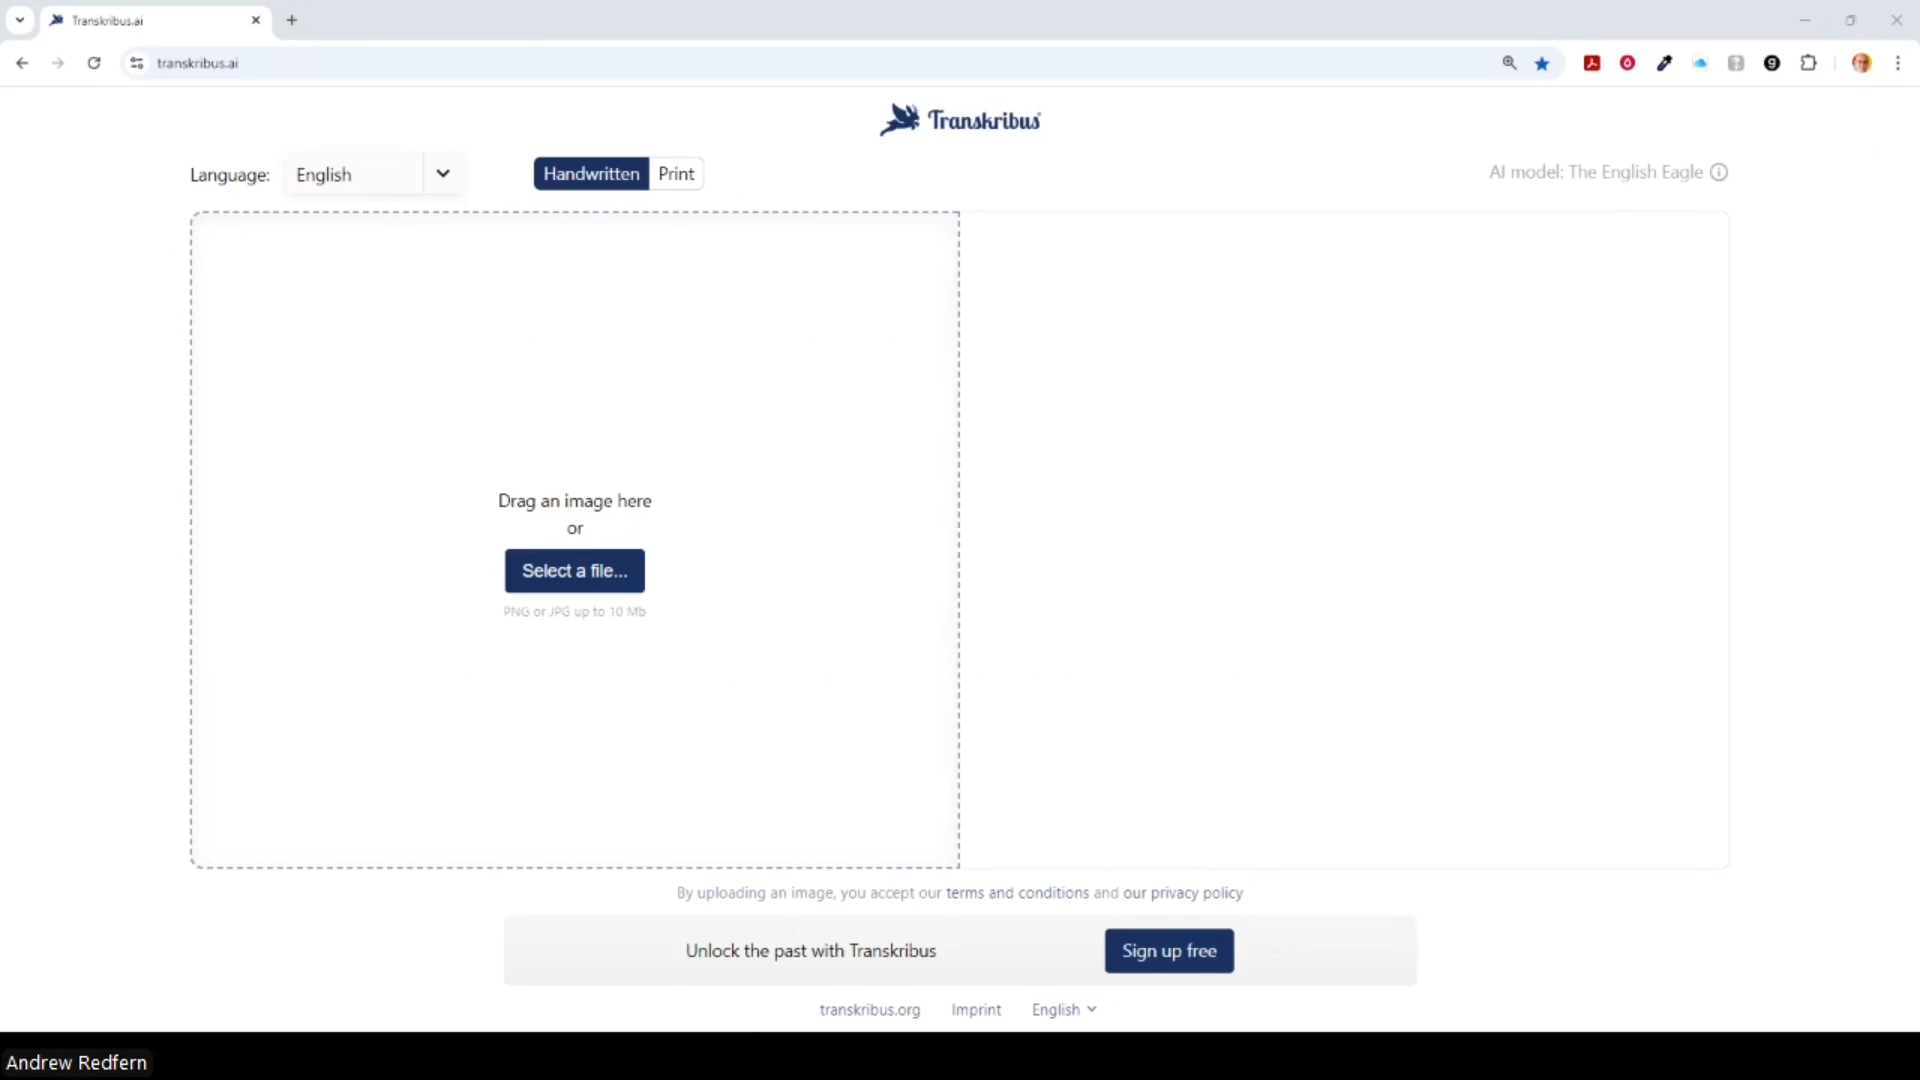 Transkribus.ai
transkribus.ai
Transkribus
Language: English
Handwritten Print
AI model: The English Eagle
Drag an image here
or
Select a file...
PNG or JPG up to 10 Mb
By uploading an image, you accept our terms and conditions and our privacy policy
Unlock the past with Transkribus
Sign up free
transkribus.org Imprint English
Andrew Redfern